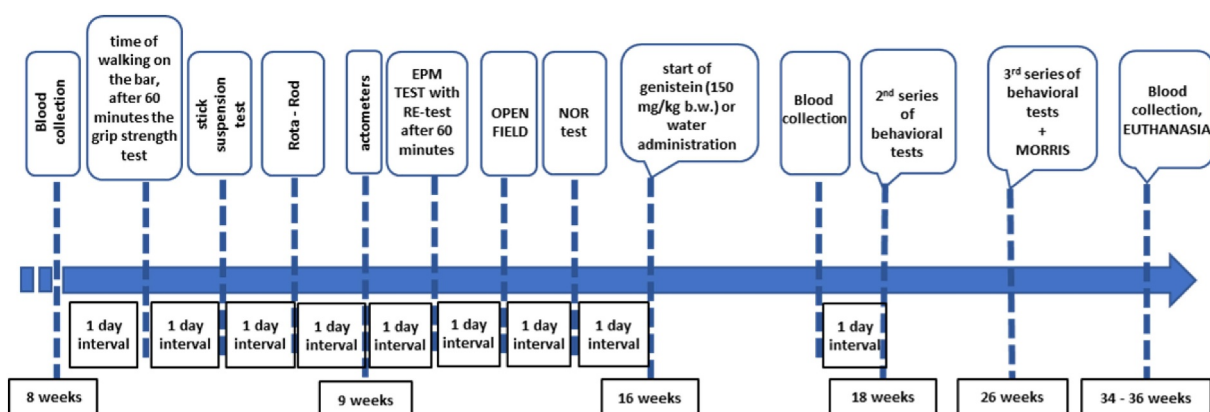 Blood
collection
time of
walking on
the bar,
after 60
minutes the
grip strength
test
stick
suspension
test
Rota - Rod
actometers
EPM
TEST with
RE-test
after 60
minutes
OPEN
FIELD
NOR
test
start of
genistein (150
mg/kg b.w.) or
water
administration
Blood
collection
2nd series
of
behavioral
tests
3rd series of
behavioral
tests
+
MORRIS
Blood
collection,
EUTHANASIA
1 day
interval
1 day
interval
1 day
interval
1 day
interval
1 day
interval
1 day
interval
1 day
interval
1 day
interval
1 day
interval
8 weeks
9 weeks
16 weeks
18 weeks
26 weeks
34 - 36 weeks